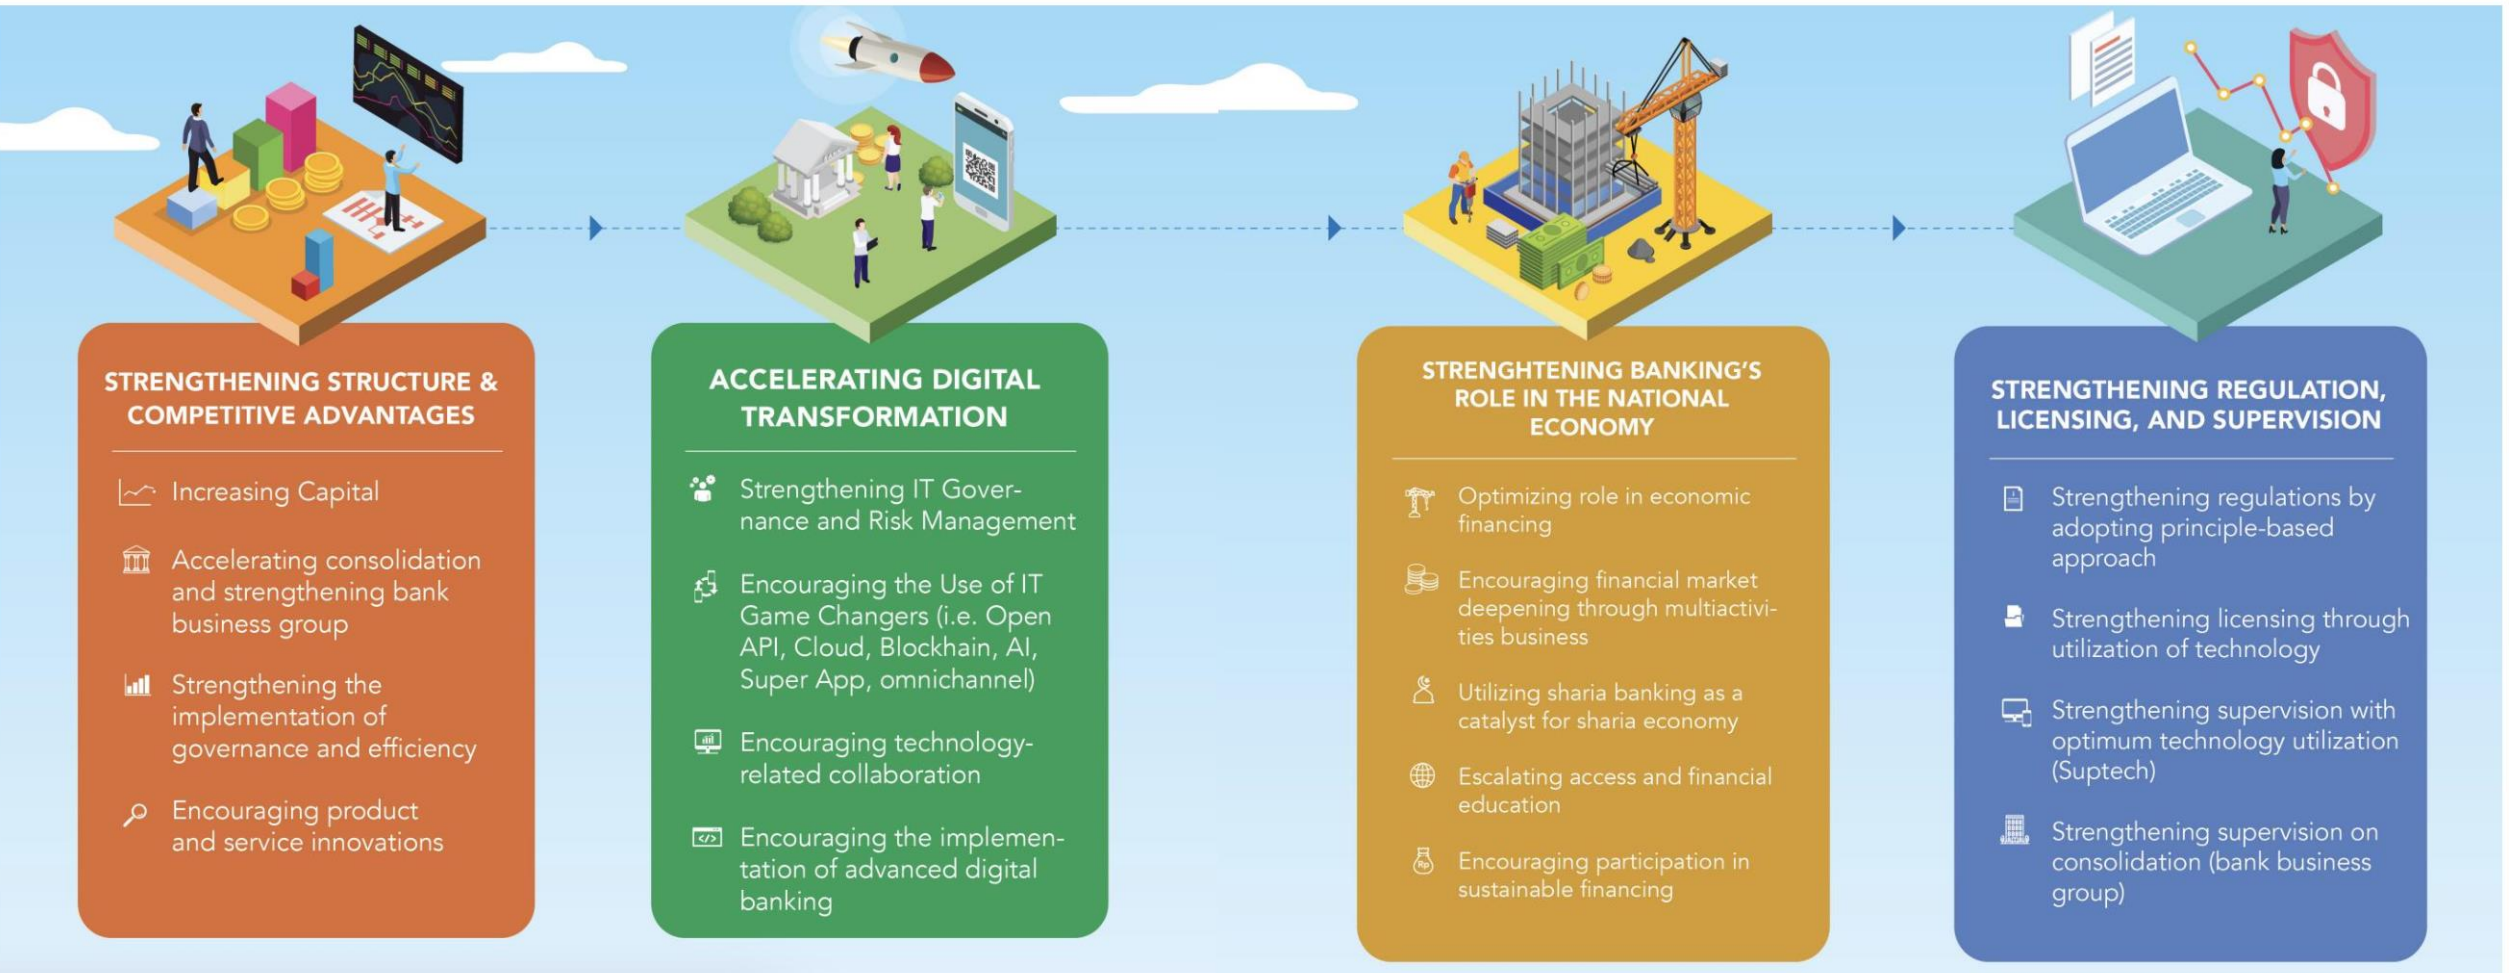 STRENGTHENING STRUCTURE &
COMPETITIVE ADVANTAGES
Increasing Capital
Accelerating consolidation
and strengthening bank
business group
Strengthening the
implementation of
governance and efficiency
Encouraging product
and service innovations
ACCELERATING DIGITAL
TRANSFORMATION
Strengthening IT Gover-
nance and Risk Management
Encouraging the Use of IT
Game Changers (i.e. Open
API, Cloud, Blockhain, AI,
Super App, omnichannel)
Encouraging technology-
related collaboration
</>
Encouraging the implemen-
tation of advanced digital
banking
STRENGHTENING BANKING'S
ROLE IN THE NATIONAL
ECONOMY
Optimizing role in economic
financing
Encouraging financial market
deepening through multiactivi-
ties business
Utilizing sharia banking as a
catalyst for sharia economy
Escalating access and financial
education
Rp
Encouraging participation in
sustainable financing
STRENGTHENING REGULATION,
LICENSING, AND SUPERVISION
Strengthening regulations by
adopting principle-based
approach
Strengthening licensing through
utilization of technology
Strengthening supervision with
optimum technology utilization
(Suptech)
Strengthening supervision on
consolidation (bank business
group)